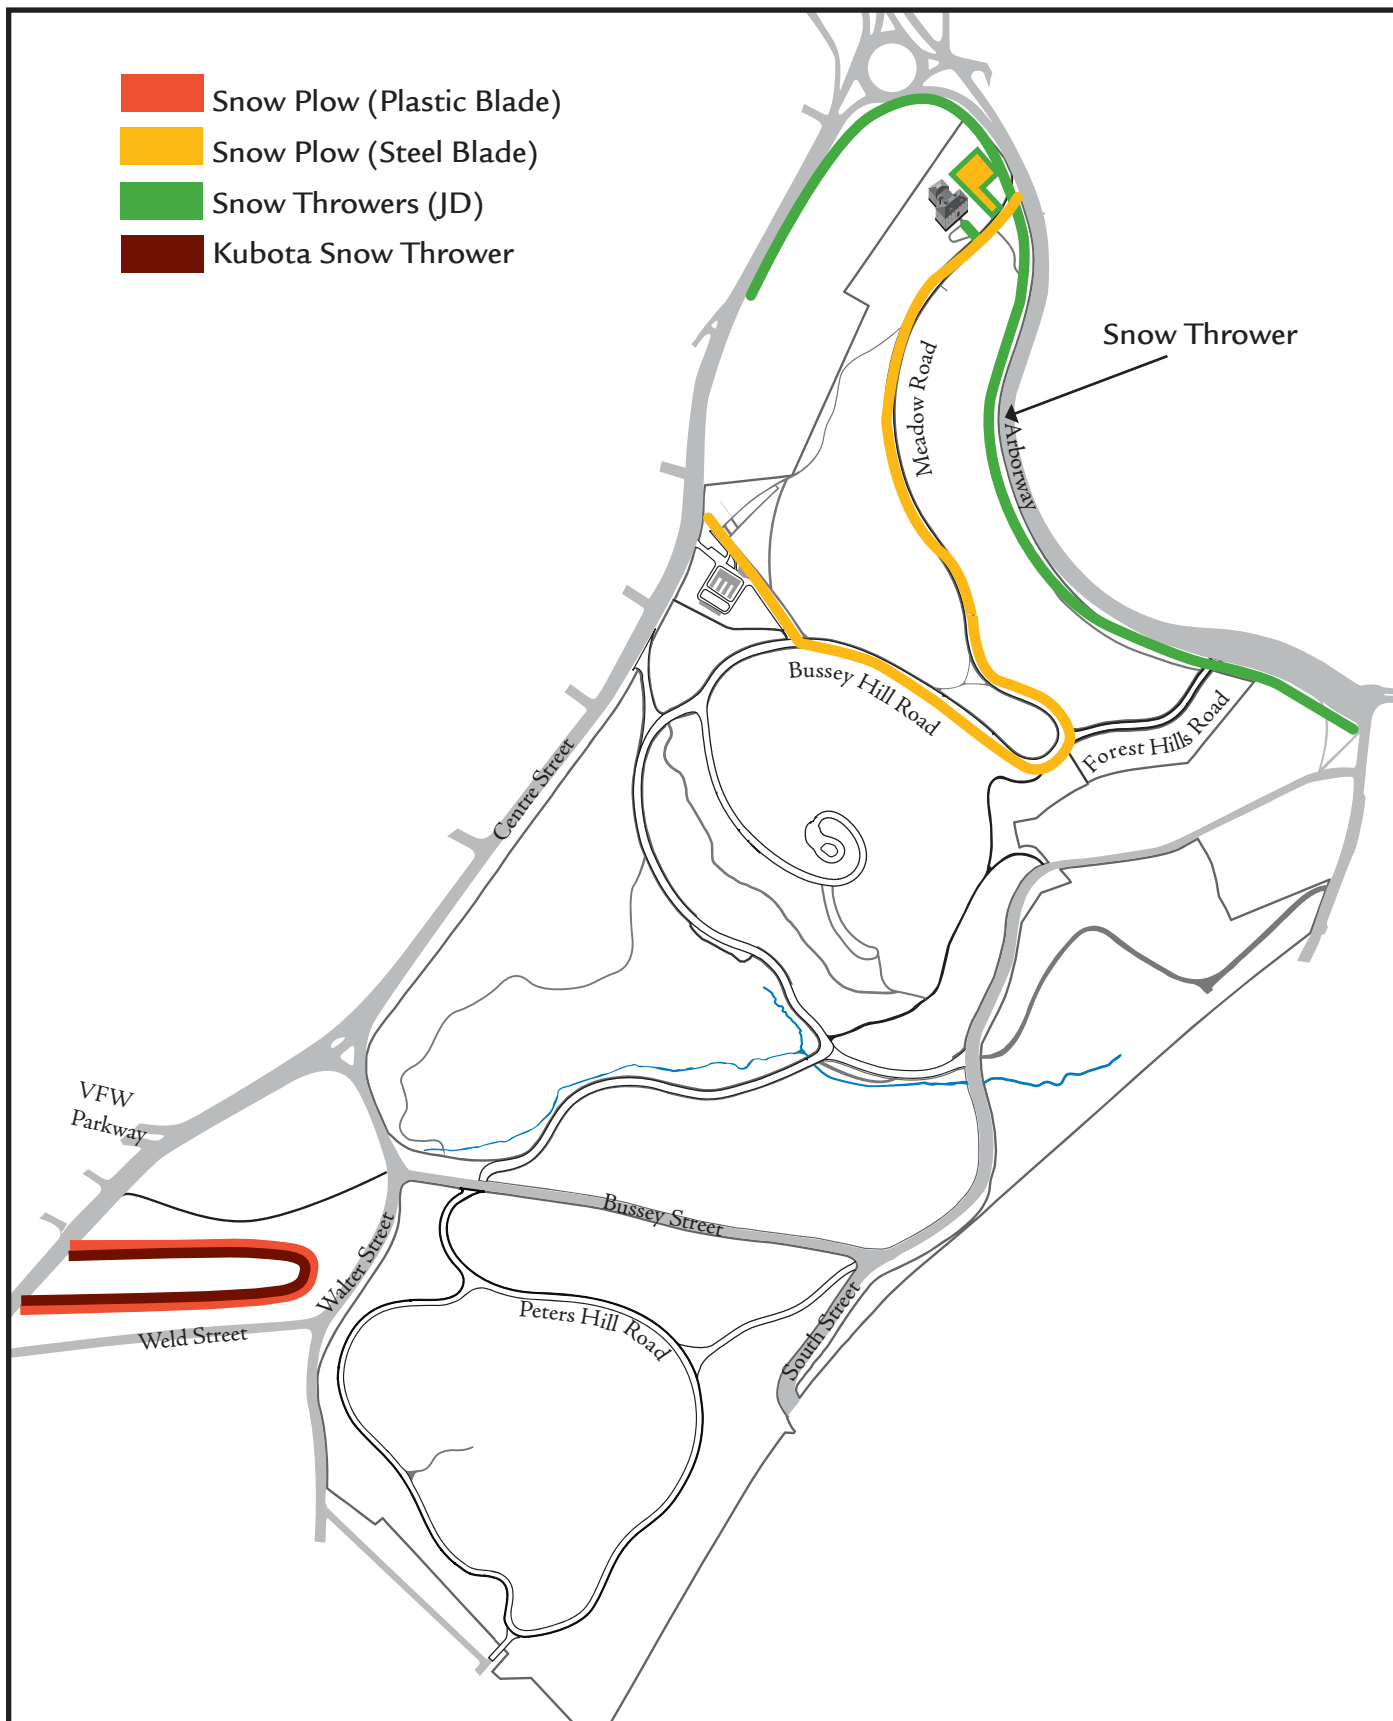 Snow Plow (Plastic Blade)
Snow Plow (Steel Blade)
Snow Throwers (JD)
Kubota Snow Thrower
Snow Thrower
Meadow Road
Arborway
Bussey Hill Road
Forest Hills Road
Centre Street
VFW
Parkway
Bussey Street
Walter Street
Weld Street
Peters Hill Road
South Street